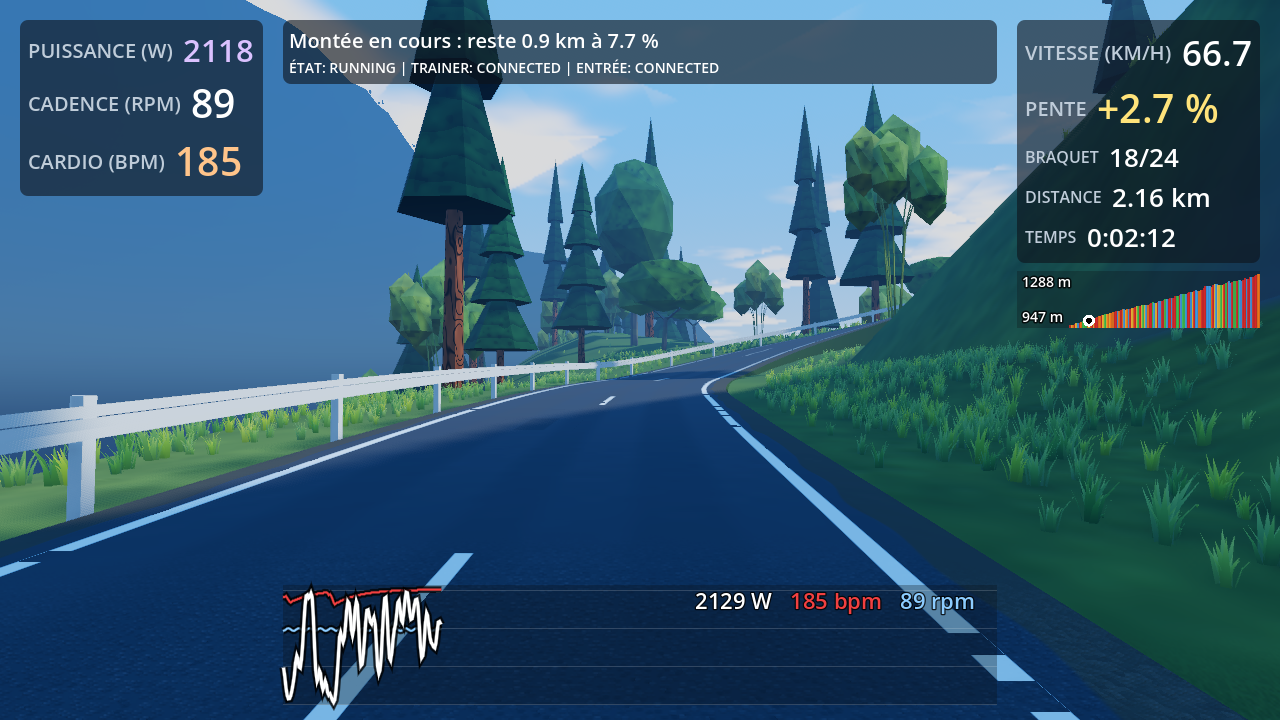 PUISSANCE (W) 2118
CADENCE (RPM) 89
CARDIO (BPM) 185
Montée en cours : reste 0.9 km à 7.7 %
ÉTAT: RUNNING | TRAINER: CONNECTED | ENTRÉE: CONNECTED
VITESSE (KM/H) 66.7
PENTE +2.7 %
BRAQUET 18/24
DISTANCE 2.16 km
TEMPS 0:02:12
1288 m
947 m
2129 W 185 bpm 89 rpm